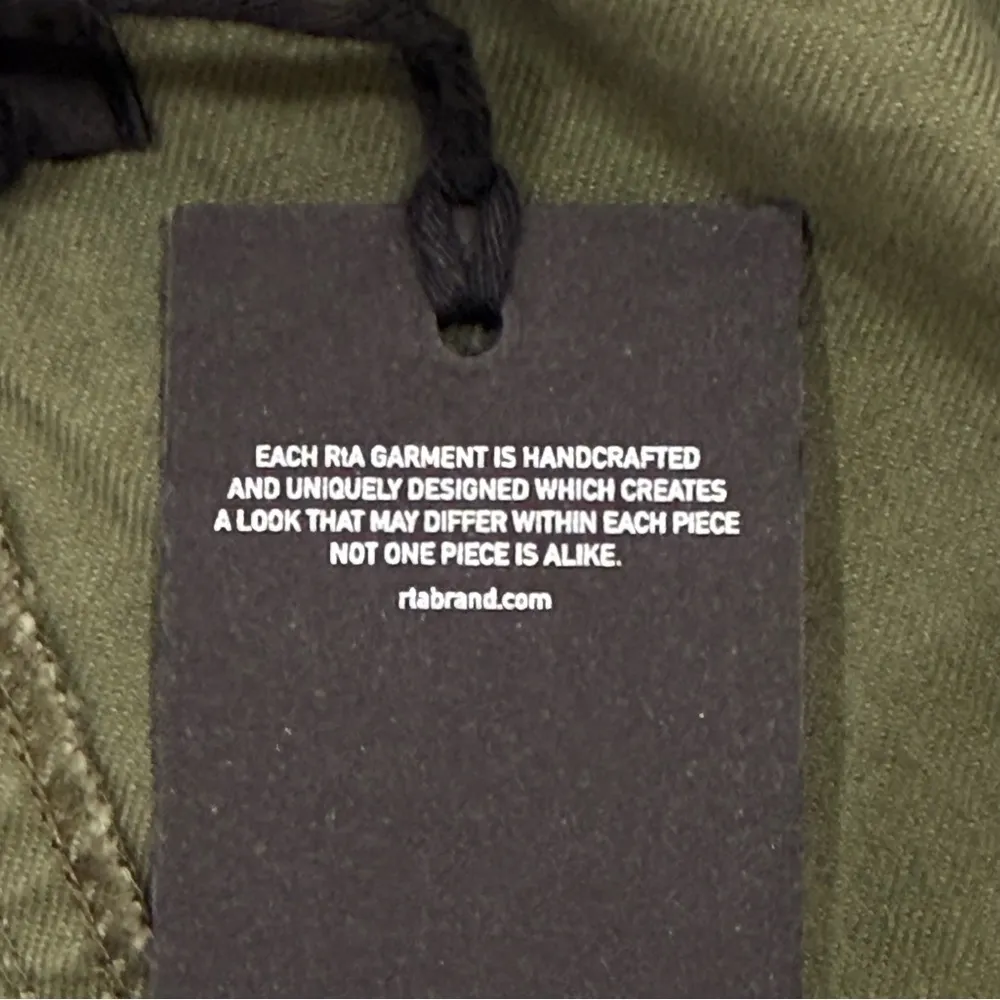 EACH RtA GARMENT IS HANDCRAFTED
AND UNIQUELY DESIGNED WHICH CREATES
A LOOK THAT MAY DIFFER WITHIN EACH PIECE
NOT ONE PIECE IS ALIKE.
rtabrand.com